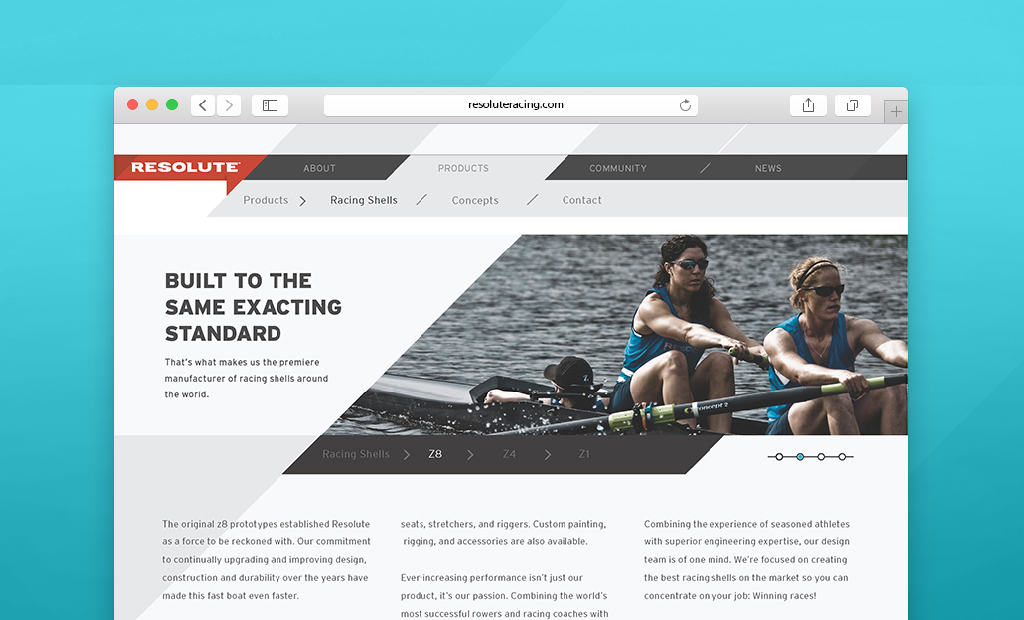 resoluteracing.com
RESOLUTE
ABOUT
PRODUCTS
COMMUNITY
NEWS
Products
Racing Shells
Concepts
Contact
BUILT TO THE
SAME EXACTING
STANDARD
That's what makes us the premiere
manufacturer of racing shells around
the world.
concept 2
Z
Racing Shells
Z8
Z4
Z1
The original z8 prototypes established Resolute
as a force to be reckoned with. Our commitment
to continually upgrading and improving design,
construction and durability over the years have
made this fast boat even faster.
seats, stretchers, and riggers. Custom painting,
rigging, and accessories are also available.
Ever increasing performance isn't just our
product, it's our passion. Combining the world's
most successful rowers and racing coaches with
Combining the experience of seasoned athletes
with superior engineering expertise, our design
team is of one mind. We're focused on creating
the best racing shells on the market so you can
concentrate on your job: Winning races!